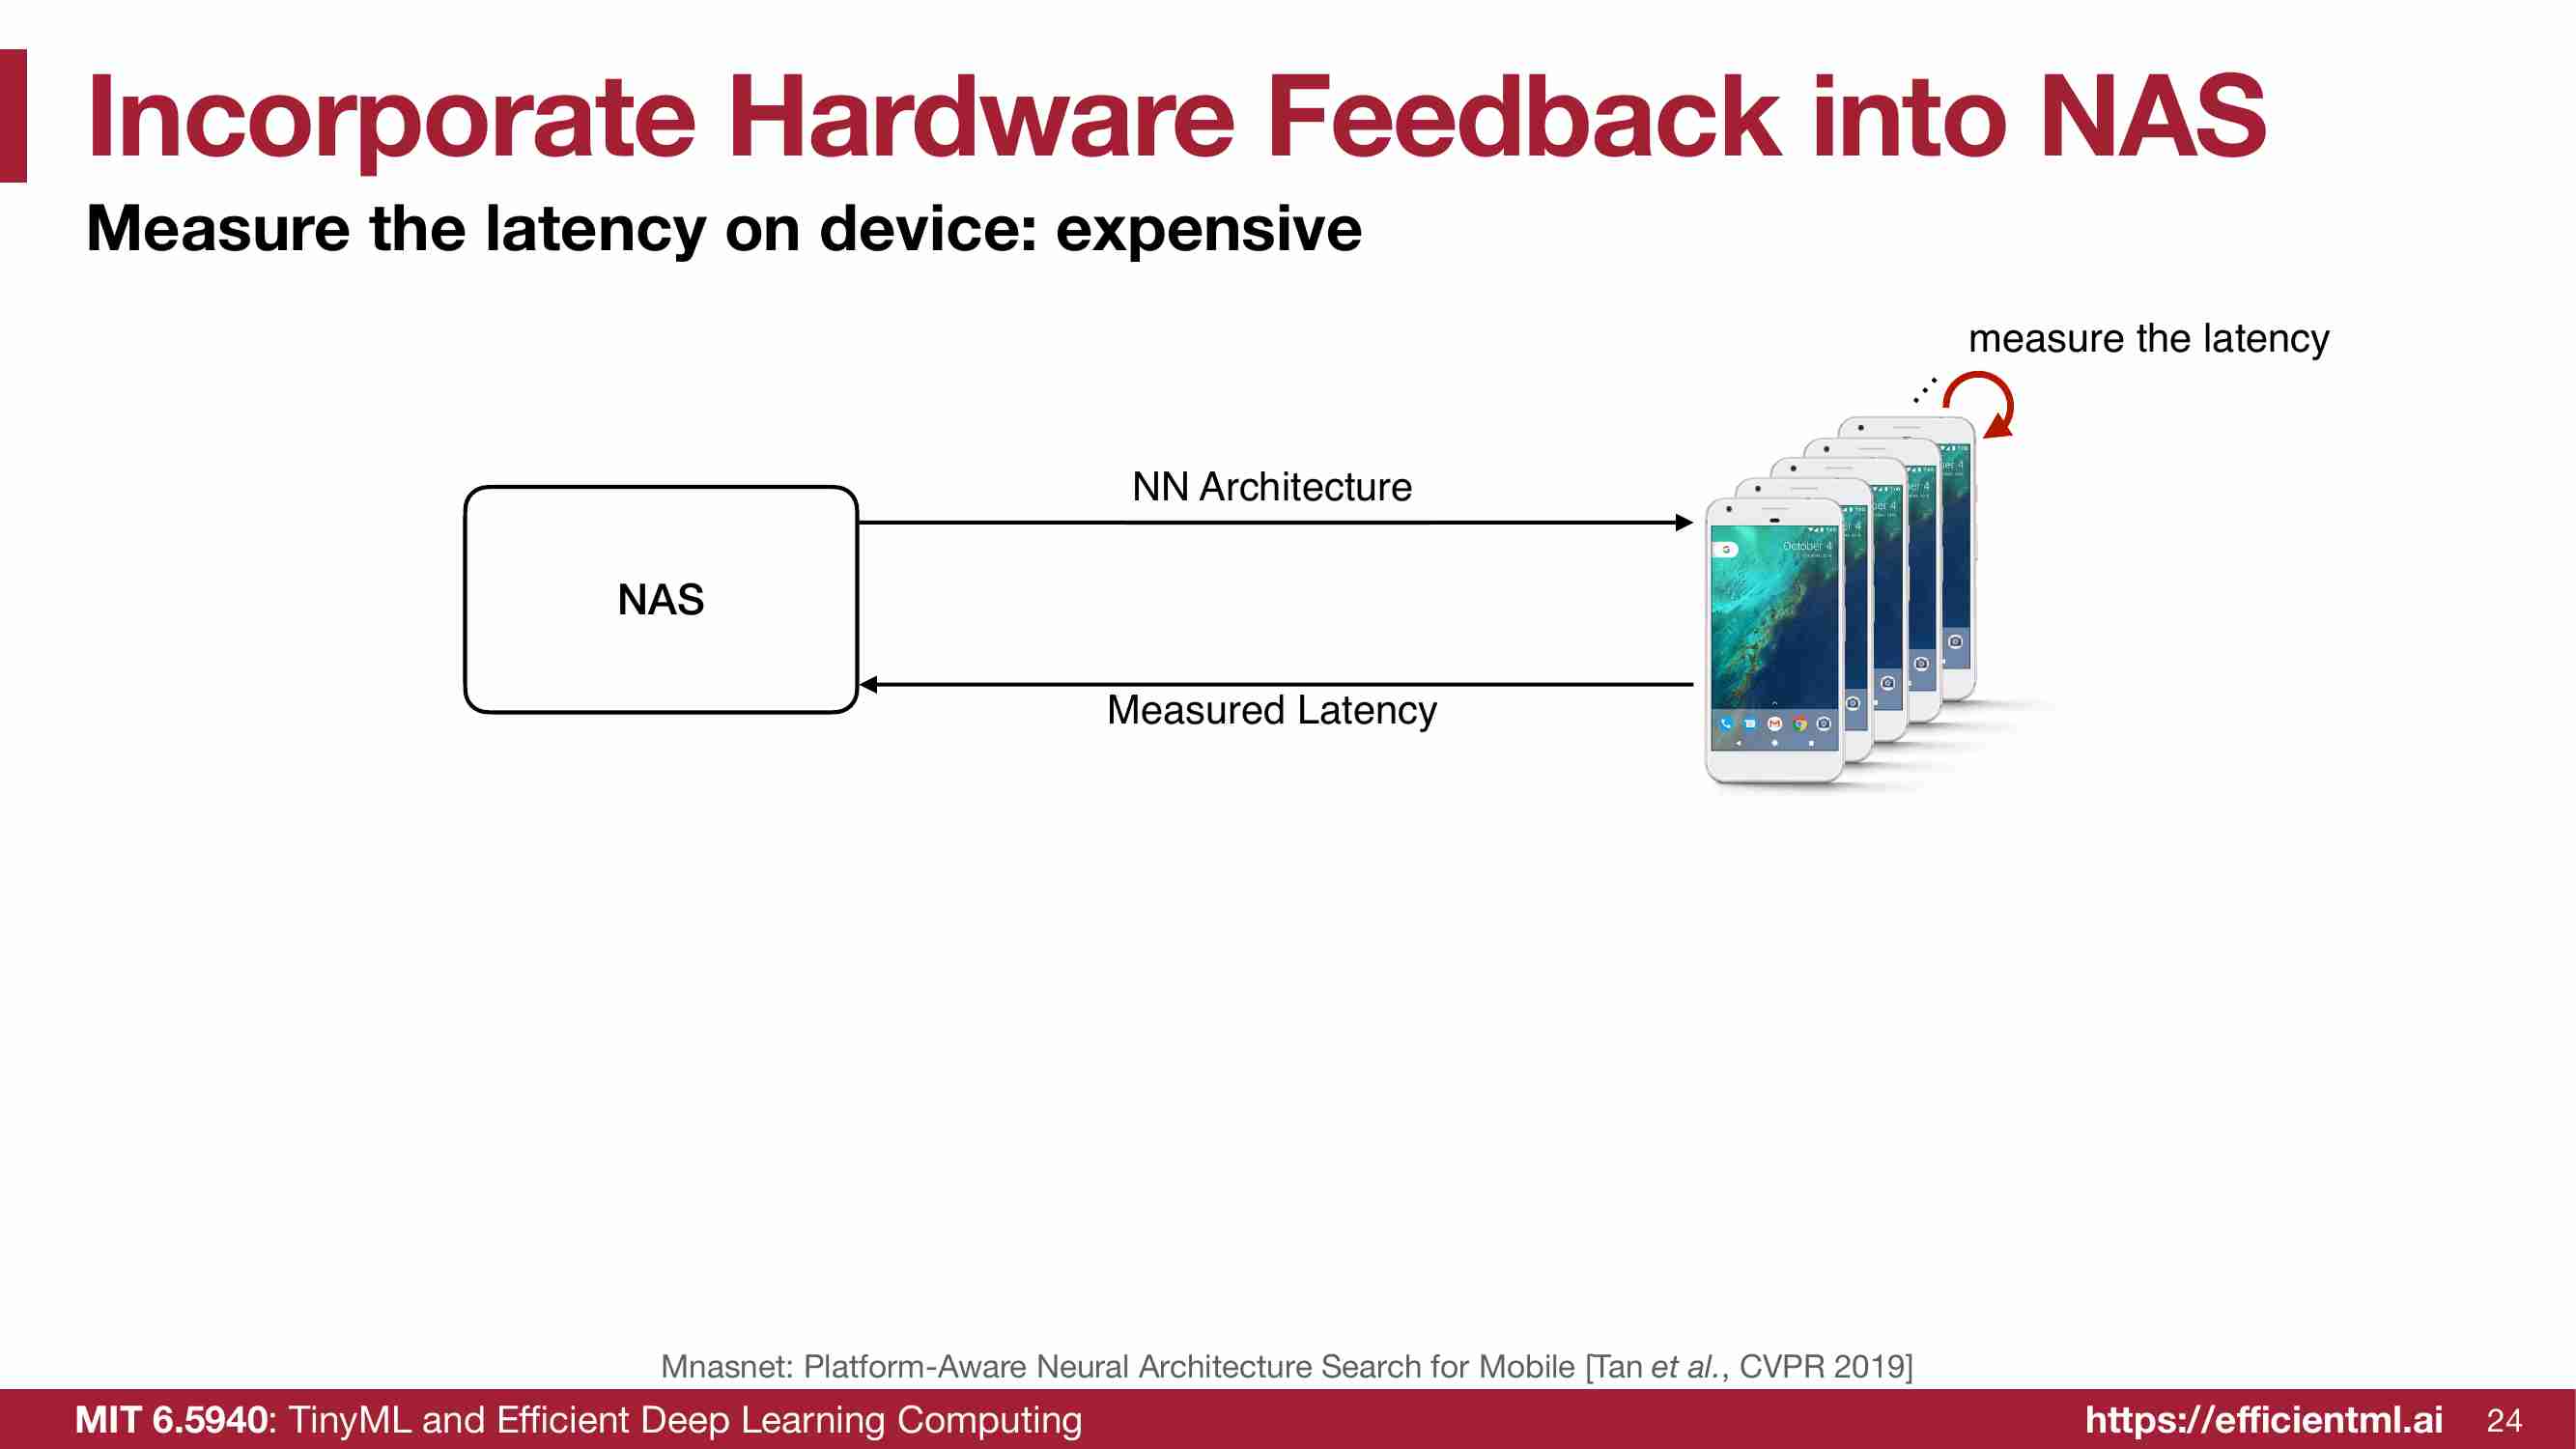 Incorporate Hardware Feedback into NAS
Measure the latency on device: expensive
measure the latency
NN Architecture
NAS
October 4
Measured Latency
Mnasnet: Platform-Aware Neural Architecture Search for Mobile [Tan et al., CVPR 2019]
MIT 6.5940: TinyML and Efficient Deep Learning Computing
https://efficientml.ai
24